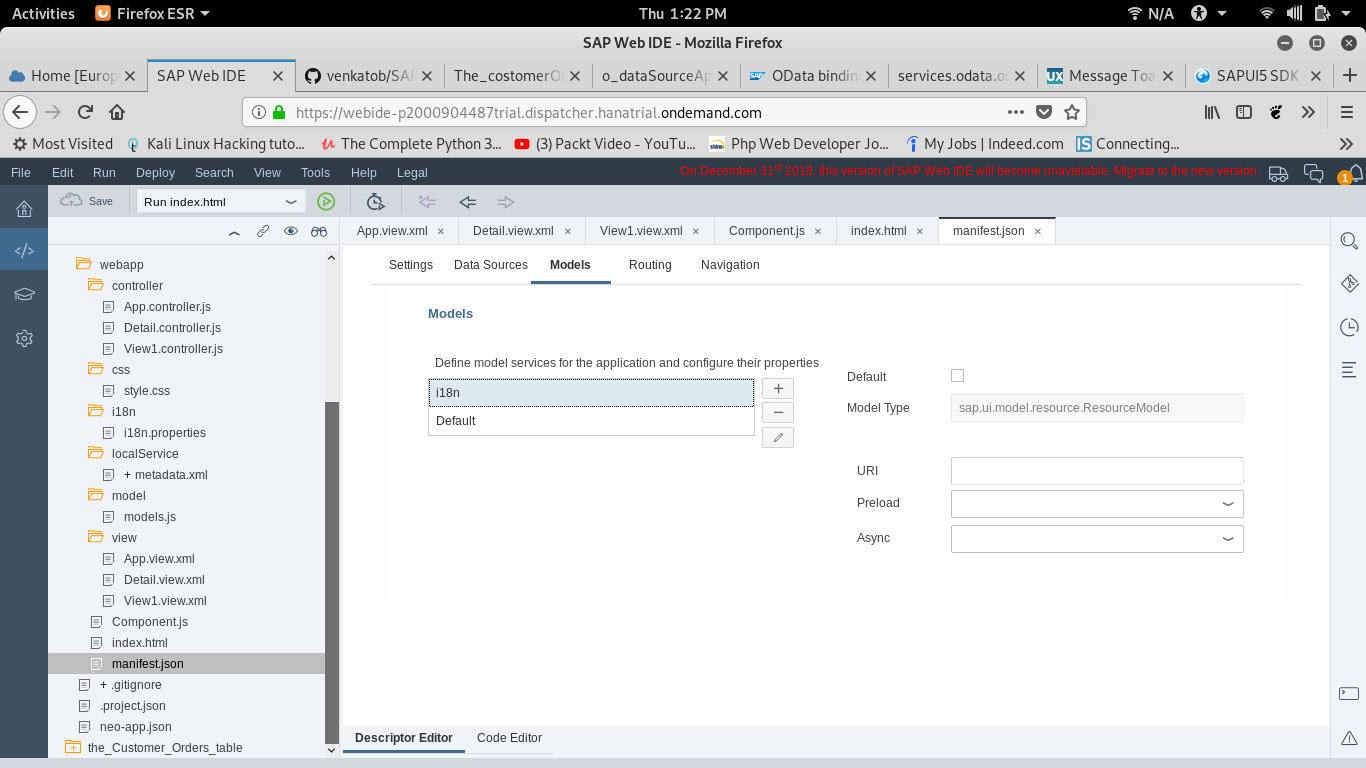 Activities Firefox ESR Thu 1:22 PM N/A
SAP Web IDE - Mozilla Firefox
Home [Europ SAP Web IDE venkatob/SAP The_costomerO o_dataSourceAp OData bindin services.odata.o Message Toa SAPUI5 SDK
https://webide-p2000904487trial.dispatcher.hanatrial.ondemand.com
Most Visited Kali Linux Hacking tuto... The Complete Python 3... (3) Packt Video - YouTu... Php Web Developer Jo... My Jobs | Indeed.com Connecting...
File Edit Run Deploy Search View Tools Help Legal On December 31st 2018, this version of SAP Web IDE will become unavailable. Migrate to the new version. 1
Save Run index.html
App.view.xml Detail.view.xml View1.view.xml Component.js index.html manifest.json
Settings Data Sources Models Routing Navigation
webapp
controller
App.controller.js
Detail.controller.js
View1.controller.js
css
style.css
i18n
i18n.properties
localService
+ metadata.xml
model
models.js
view
App.view.xml
Detail.view.xml
View1.view.xml
Component.js
index.html
manifest.json
+ .gitignore
.project.json
neo-app.json
the_Customer_Orders_table
Models
Define model services for the application and configure their properties
i18n
Default
Default
Model Type sap.ui.model.resource.ResourceModel
URI
Preload
Async
Descriptor Editor Code Editor